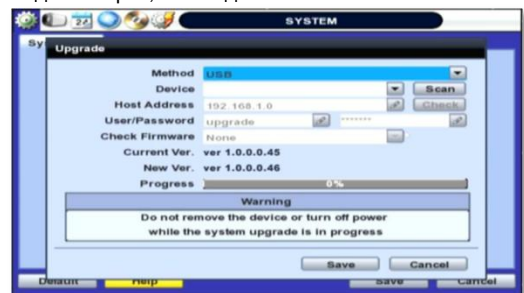 SYSTEM
Upgrade
Method USB
Device Scan
Host Address 192.168.1.0 Check
User/Password upgrade *******
Check Firmware None
Current Ver. ver 1.0.0.0.45
New Ver. ver 1.0.0.0.46
Progress 0%
Warning
Do not remove the device or turn off power
while the system upgrade is in progress
Save Cancel
Default Help Save Cancel